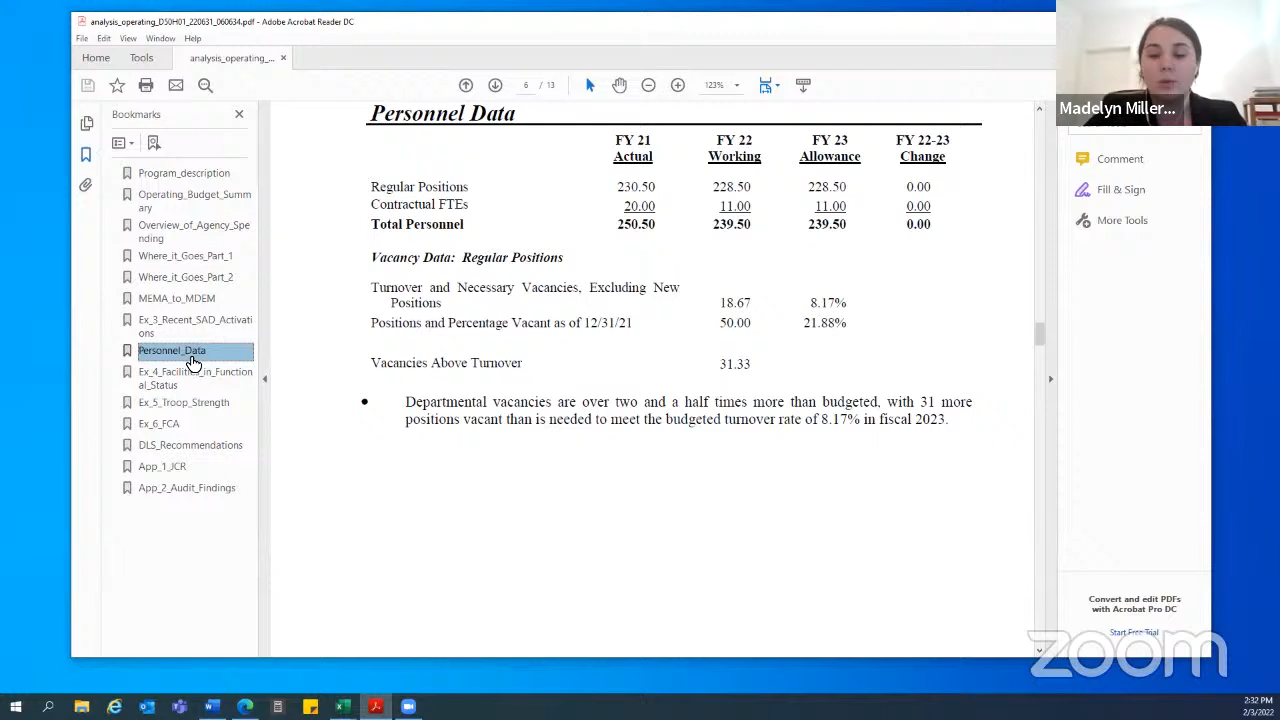 analysis_operating_D50H01_220631_060634.pdf - Adobe Acrobat Reader DC
File Edit View Window Help
Home Tools analysis_operating_... ×
6 / 13 123%
Bookmarks
Program_description
Operating_Budget_Summ
ary
Overview_of_Agency_Spe
nding
Where_it_Goes_Part_1
Where_it_Goes_Part_2
MEMA_to_MDEM
Ex_3_Recent_SAD_Activati
ons
Personnel_Data
Ex_4_Facilities_in_Function
al_Status
Ex_5_Troop_Strength
Ex_6_FCA
DLS_Recommendations
App_1_JCR
App_2_Audit_Findings
Personnel Data
FY 21 FY 22 FY 23 FY 22-23
Actual Working Allowance Change
Regular Positions 230.50 228.50 228.50 0.00
Contractual FTEs 20.00 11.00 11.00 0.00
Total Personnel 250.50 239.50 239.50 0.00
Vacancy Data: Regular Positions
Turnover and Necessary Vacancies, Excluding New
Positions 18.67 8.17%
Positions and Percentage Vacant as of 12/31/21 50.00 21.88%
Vacancies Above Turnover 31.33
• Departmental vacancies are over two and a half times more than budgeted, with 31 more
positions vacant than is needed to meet the budgeted turnover rate of 8.17% in fiscal 2023.
Madelyn Miller...
Comment
Fill & Sign
More Tools
Convert and edit PDFs
with Acrobat Pro DC
Start Free Trial
zoom
2:32 PM
2/3/2022